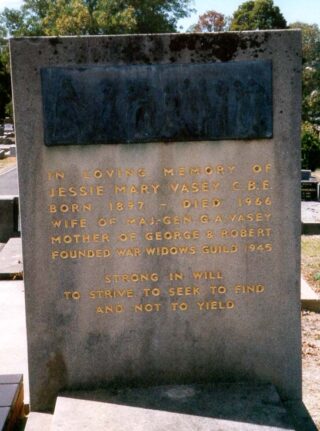 IN LOVING MEMORY OF
JESSIE MARY VASEY C.B.E.
BORN 1897 - DIED 1966
WIFE OF MAJ-GEN G.A. VASEY
MOTHER OF GEORGE & ROBERT
FOUNDED WAR WIDOWS GUILD 1945
STRONG IN WILL
TO STRIVE TO SEEK TO FIND
AND NOT TO YIELD